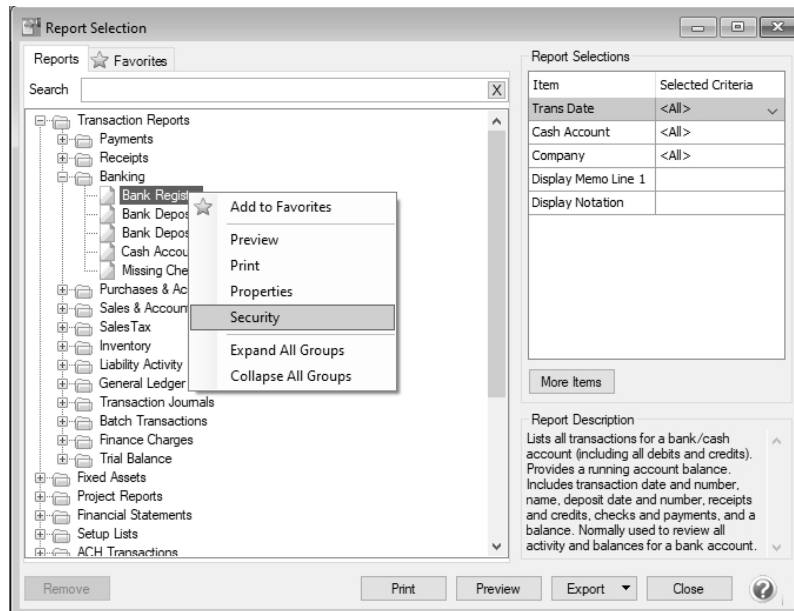 Report Selection
Reports
Favorites
Search
X
Transaction Reports
Payments
Receipts
Banking
Bank Regist
Bank Depos
Bank Depos
Cash Accou
Missing Che
Purchases & Ac
Sales & Accoun
Sales Tax
Inventory
Liability Activity
General Ledger
Transaction Journals
Batch Transactions
Finance Charges
Trial Balance
Fixed Assets
Project Reports
Financial Statements
Setup Lists
ACH Transactions
Add to Favorites
Preview
Print
Properties
Security
Expand All Groups
Collapse All Groups
Report Selections
Item Selected Criteria
Trans Date <All>
Cash Account <All>
Company <All>
Display Memo Line 1
Display Notation
More Items
Report Description
Lists all transactions for a bank/cash
account (including all debits and credits).
Provides a running account balance.
Includes transaction date and number,
name, deposit date and number, receipts
and credits, checks and payments, and a
balance. Normally used to review all
activity and balances for a bank account.
Remove
Print
Preview
Export
Close
?